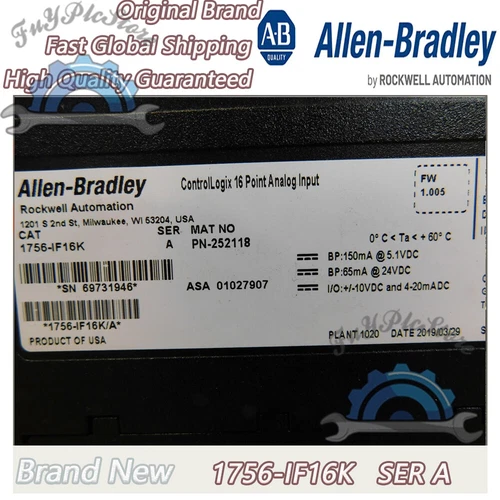 Original Brand
FuYPlcStore
Fast Global Shipping
High Quality Guaranteed
A-B
QUALITY
Allen-Bradley
by ROCKWELL AUTOMATION
Allen-Bradley
ControlLogix 16 Point Analog Input
FW
1.005
Rockwell Automation
1201 S 2nd St, Milwaukee, WI 53204, USA
CAT SER MAT NO
1756-IF16K A PN-252118
0° C < Ta < +60° C
BP:150mA @ 5.1VDC
BP:65mA @ 24VDC
I/O:+/-10VDC and 4-20mADC
*SN 69731946*
ASA 01027907
*1756-IF16K/A*
PRODUCT OF USA
PLANT 1020 DATE 2019/03/29
FuYPlcStore
Brand New 1756-IF16K SER A